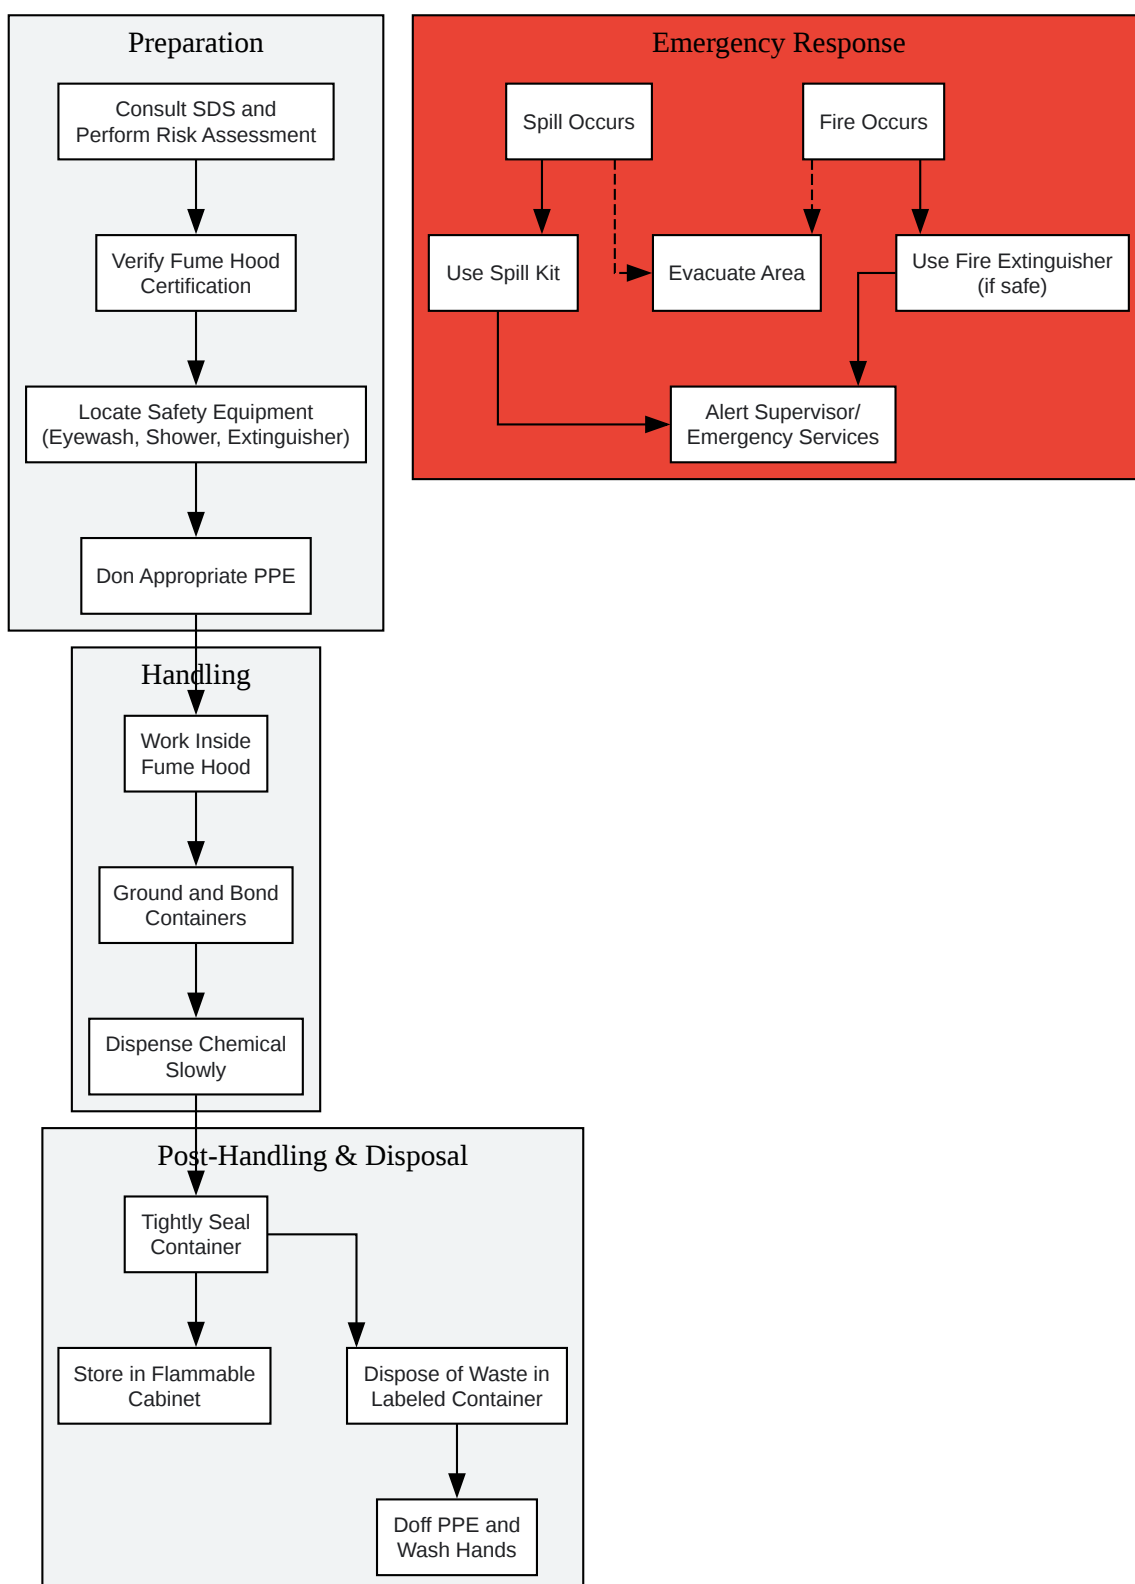 Preparation
Consult SDS and
Perform Risk Assessment
Verify Fume Hood
Certification
Locate Safety Equipment
(Eyewash, Shower, Extinguisher)
Don Appropriate PPE
Handling
Work Inside
Fume Hood
Ground and Bond
Containers
Dispense Chemical
Slowly
Post-Handling & Disposal
Tightly Seal
Container
Store in Flammable
Cabinet
Dispose of Waste in
Labeled Container
Doff PPE and
Wash Hands
Emergency Response
Spill Occurs
Fire Occurs
Use Spill Kit
Evacuate Area
Use Fire Extinguisher
(if safe)
Alert Supervisor/
Emergency Services